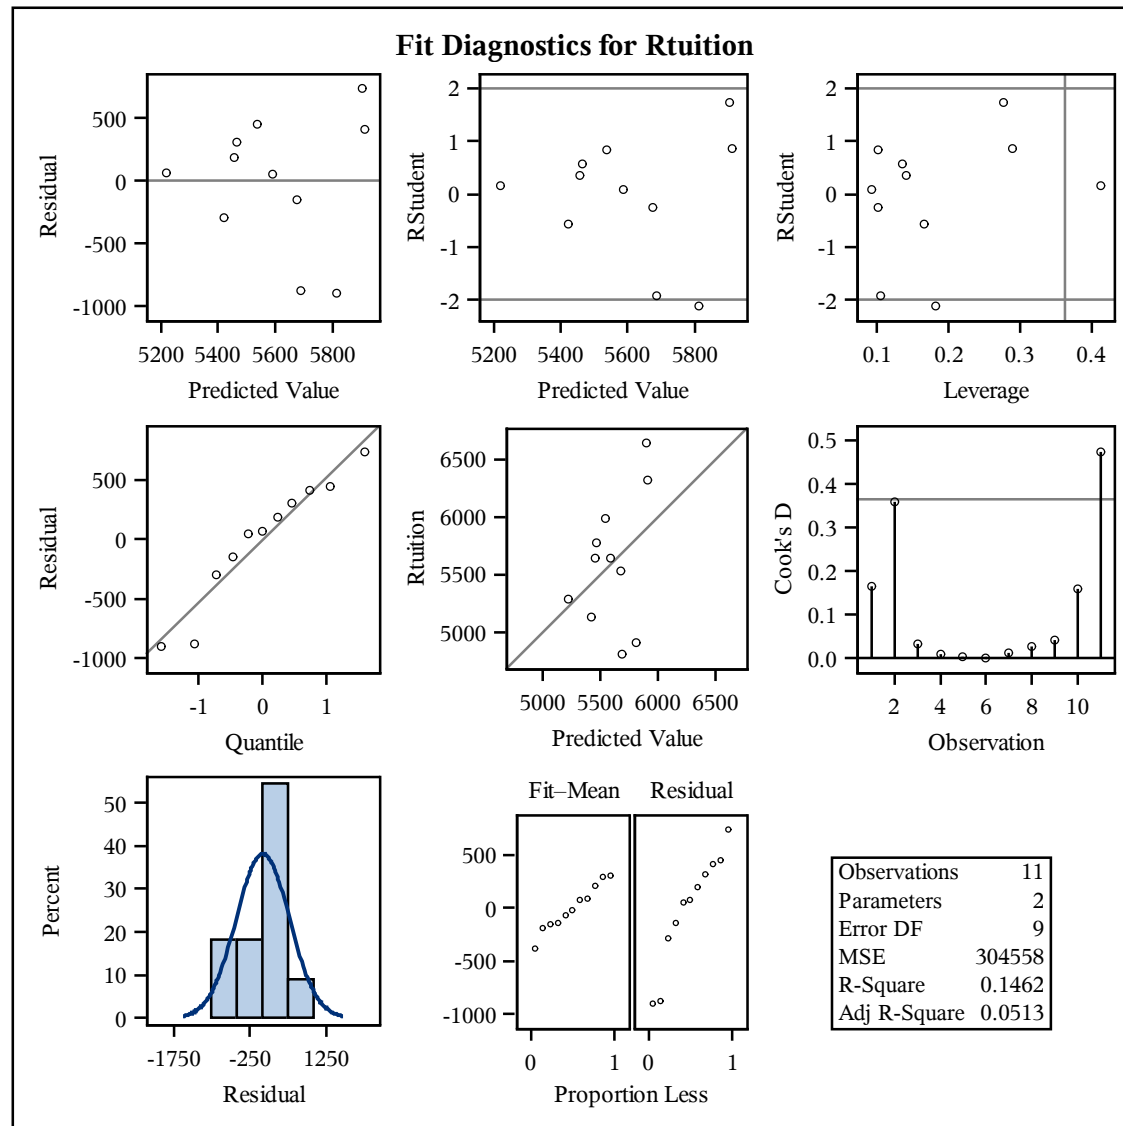 Fit Diagnostics for Rtuition
500
0
-500
-1000
Residual
5200 5400 5600 5800
Predicted Value
2
1
0
-1
-2
RStudent
5200 5400 5600 5800
Predicted Value
2
1
0
-1
-2
RStudent
0.1 0.2 0.3 0.4
Leverage
500
0
-500
-1000
Residual
-1 0 1
Quantile
6500
6000
5500
5000
Rtuition
5000 5500 6000 6500
Predicted Value
0.5
0.4
0.3
0.2
0.1
0.0
Cook's D
2 4 6 8 10
Observation
50
40
30
20
10
0
Percent
-1750 -250 1250
Residual
Fit–Mean Residual
500
0
-500
-1000
0 1 0 1
Proportion Less
Observations 11
Parameters 2
Error DF 9
MSE 304558
R-Square 0.1462
Adj R-Square 0.0513